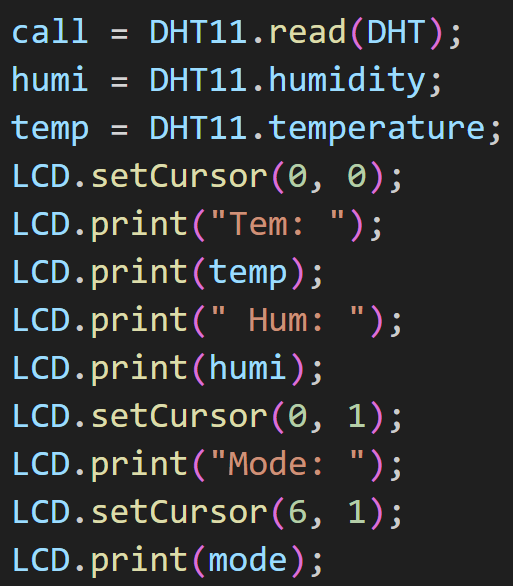 call = DHT11.read(DHT);
humi = DHT11.humidity;
temp = DHT11.temperature;
LCD.setCursor(0, 0);
LCD.print("Tem: ");
LCD.print(temp);
LCD.print(" Hum: ");
LCD.print(humi);
LCD.setCursor(0, 1);
LCD.print("Mode: ");
LCD.setCursor(6, 1);
LCD.print(mode);